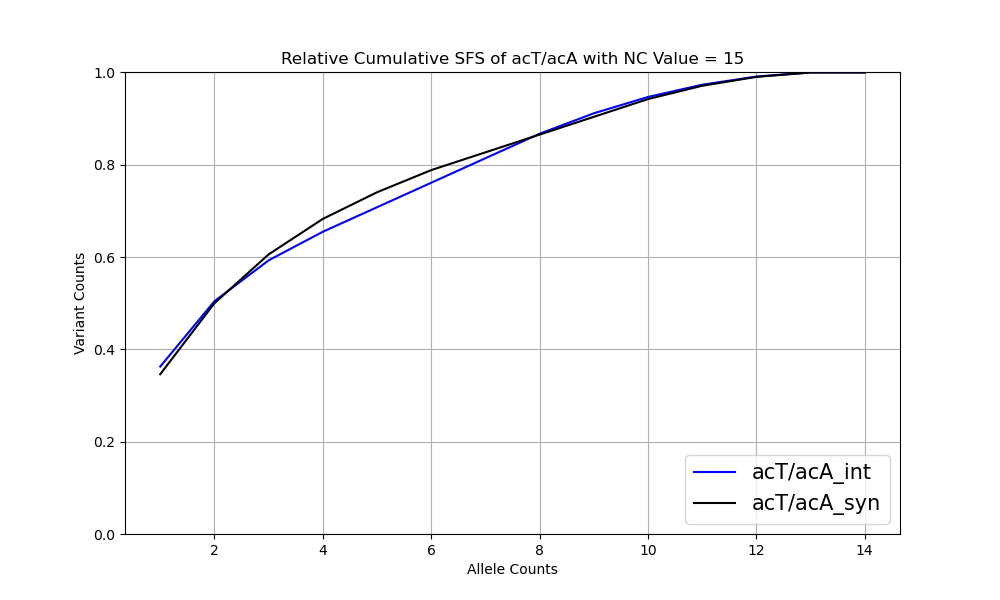 Relative Cumulative SFS of acT/acA with NC Value = 15
1.0
0.8
0.6
0.4
0.2
0.0
Variant Counts
2 4 6 8 10 12 14
Allele Counts
acT/acA_int
acT/acA_syn